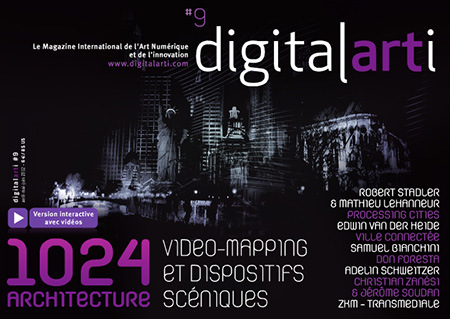 #9
Le Magazine International de l'Art Numérique
et de l'innovation
www.digitalarti.com
digitalarti
digitalarti #9
Version interactive
avec vidéos
1024
ARCHITECTURE
VIDEO-MAPPING
ET DISPOSITIFS
SCÉNIQUES
ROBERT STADLER
& MATHIEU LEHANNEUR
PROCESSING CITIES
EDWIN VAN DER HEIDE
VILLE CONNECTÉE
SAMUEL BIANCHINI
DON FORESTA
ADELIN SCHWEITZER
CHRISTIAN ZANÉSI
& JÉRÔME SOUDAN
ZKM - TRANSMEDIALE